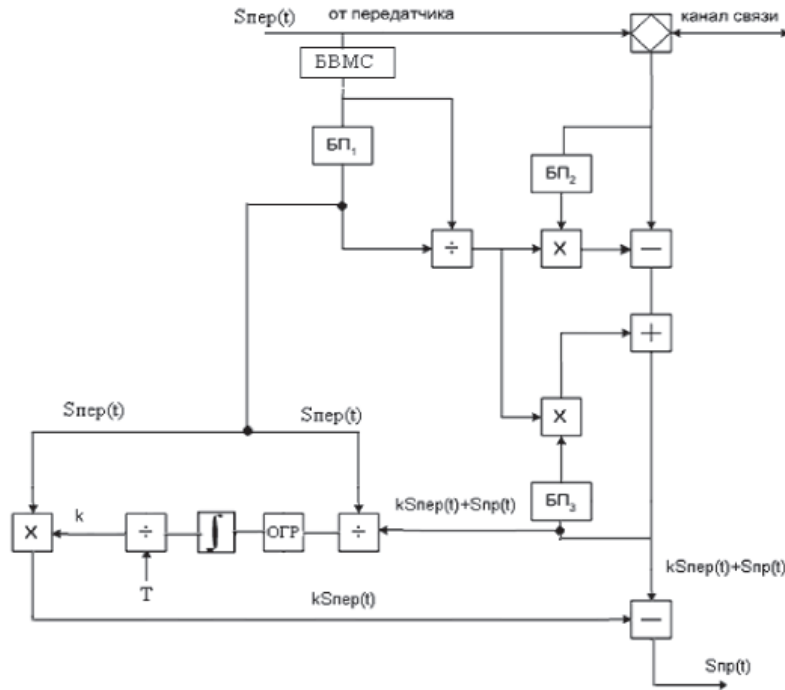 Sпер(t)
от передатчика
канал связи
БВМС
БП₁
БП₂
÷
X
—
+
Sпер(t)
Sпер(t)
X
БП₃
kSпер(t)+Sпр(t)
X
k
÷
∫
ОГР
÷
T
kSпер(t)+Sпр(t)
kSпер(t)
—
Sпр(t)